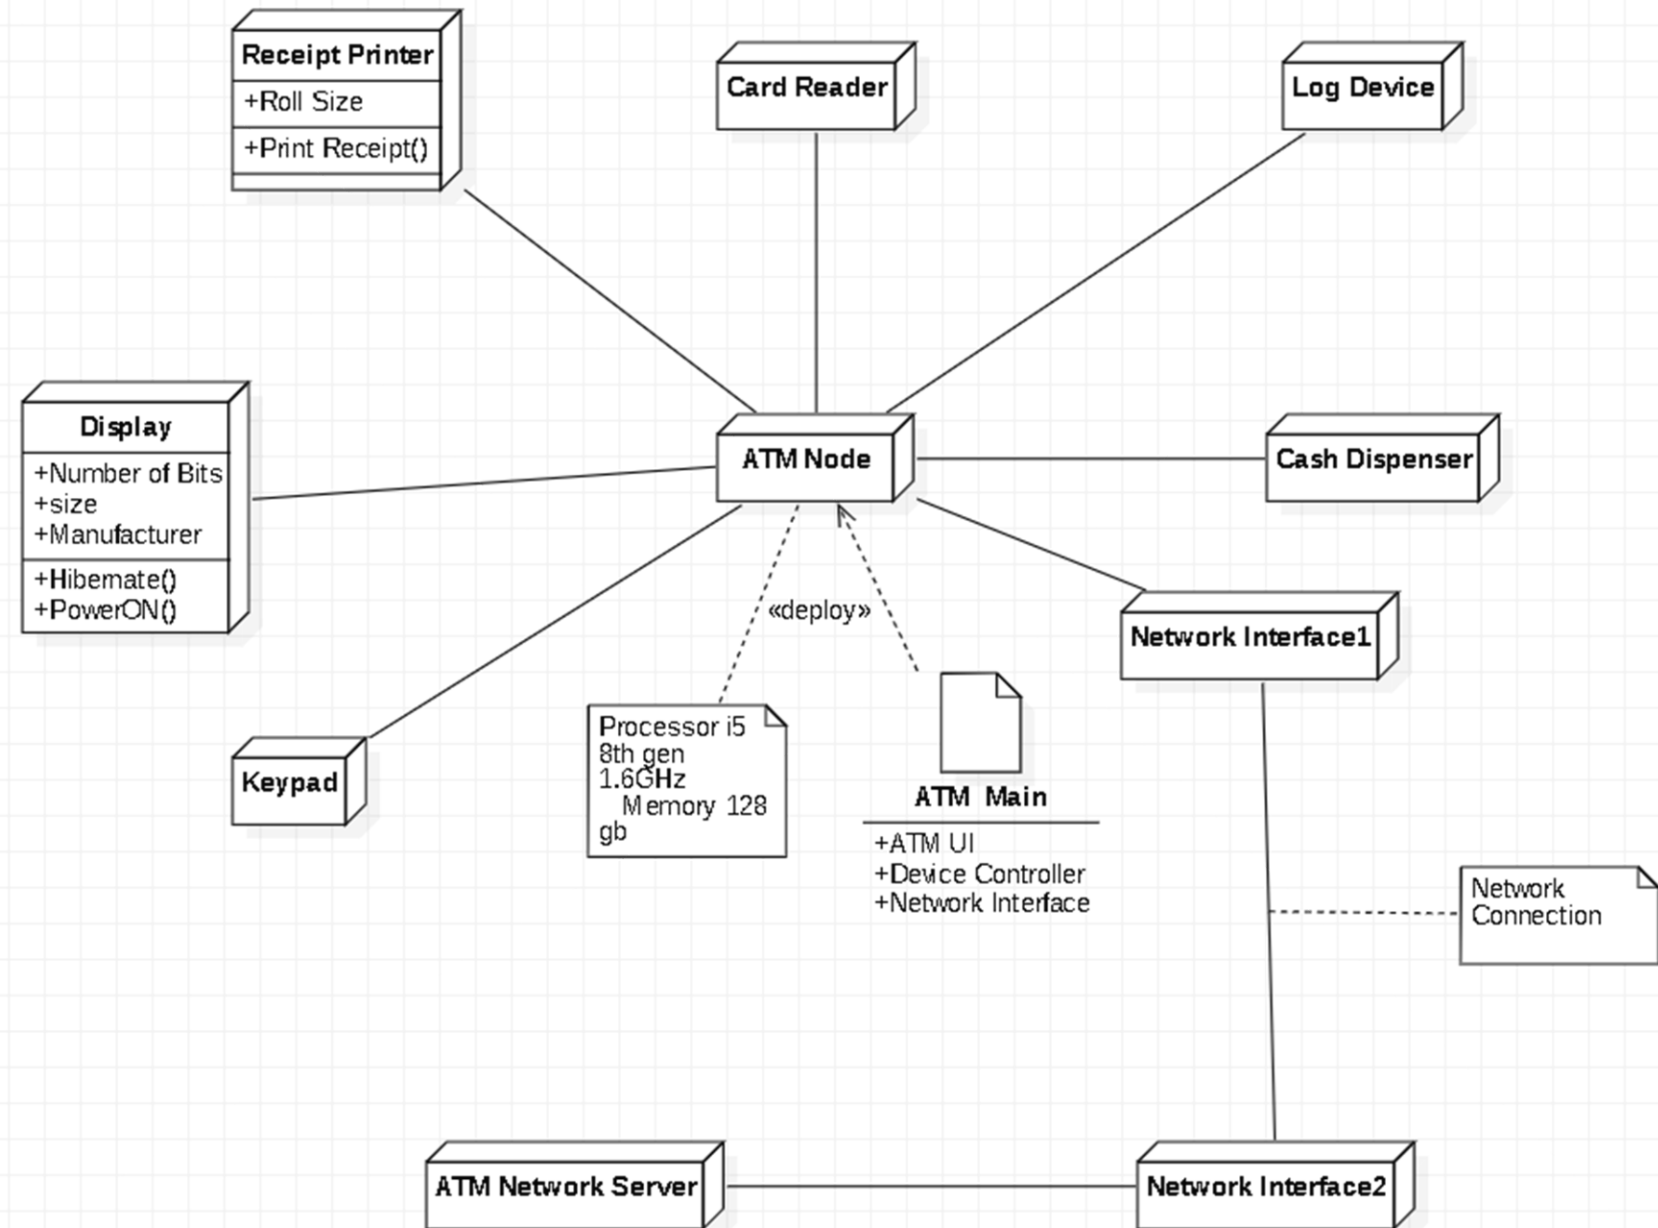 Receipt Printer
+Roll Size
+Print Receipt()
Card Reader
Log Device
Display
+Number of Bits
+size
+Manufacturer
+Hibernate()
+PowerON()
ATM Node
Cash Dispenser
«deploy»
Network Interface1
Keypad
Processor i5
8th gen
1.6GHz
Memory 128
gb
ATM Main
+ATM UI
+Device Controller
+Network Interface
Network
Connection
ATM Network Server
Network Interface2